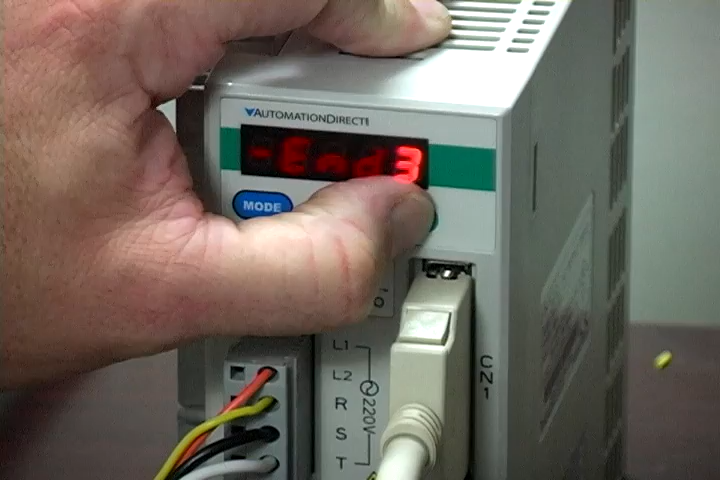 AUTOMATIONDIRECT
-End3
MODE
L1
L2
R
S
T
220V
CN1